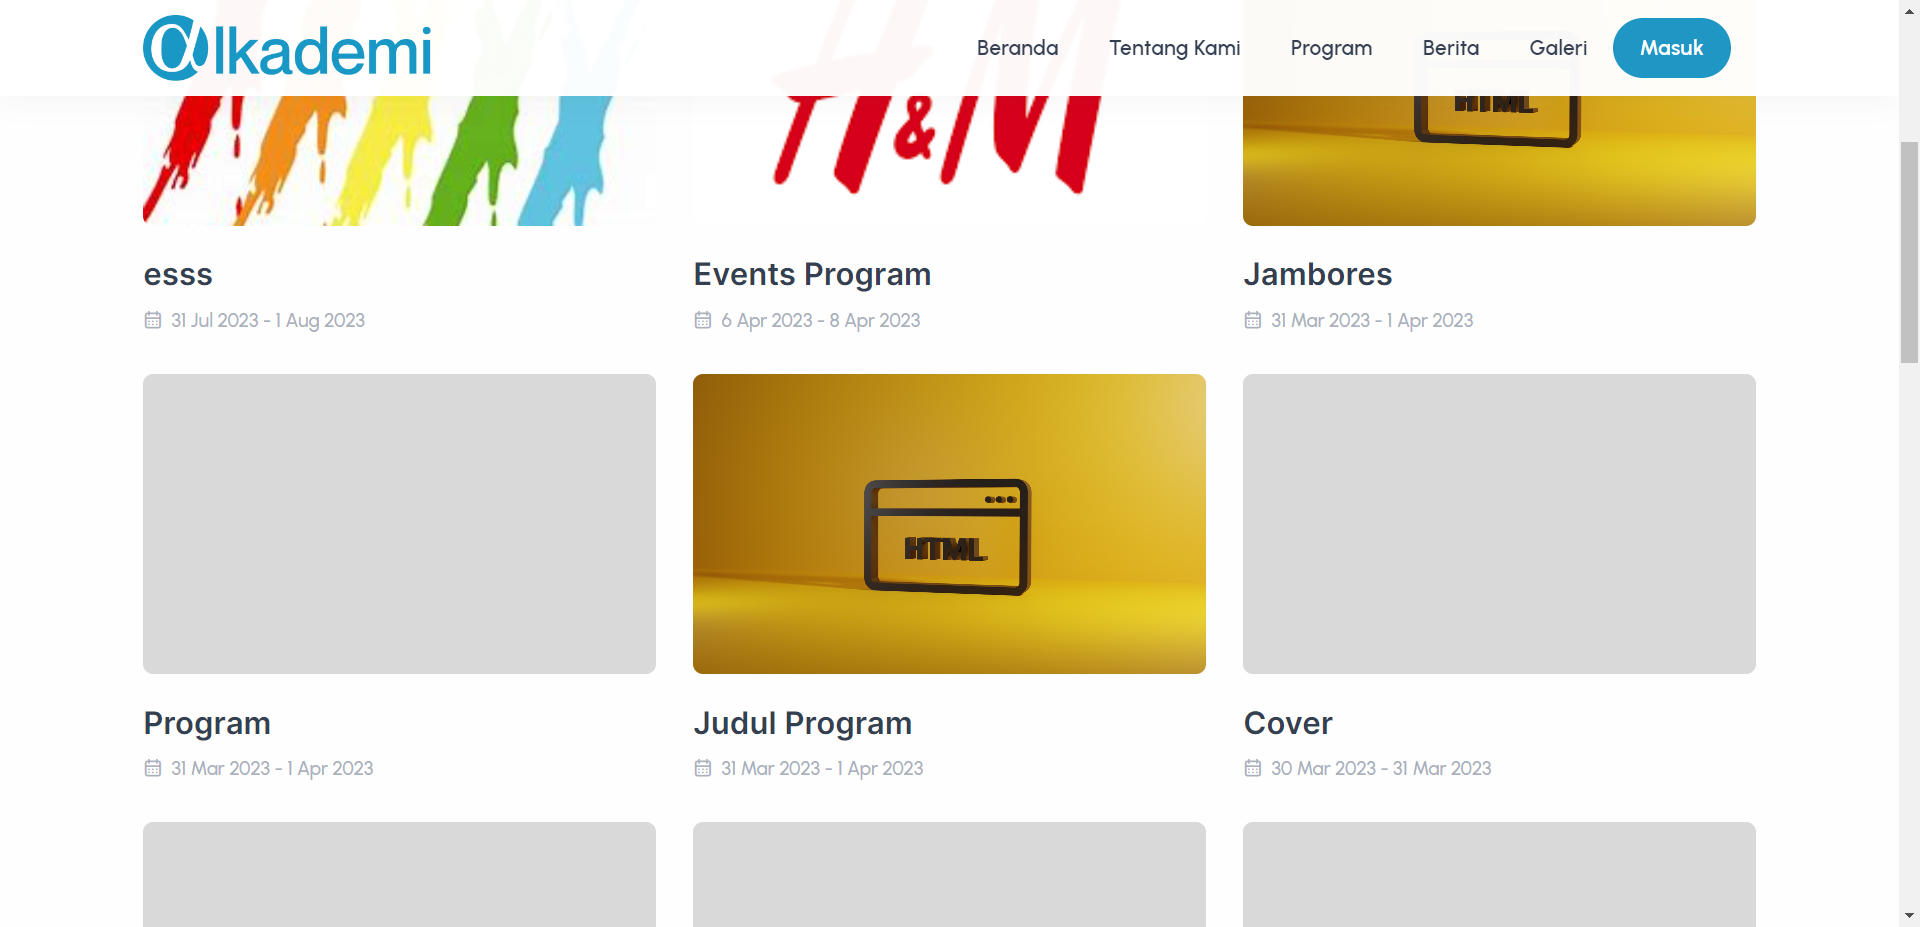 @lkademi
Beranda Tentang Kami Program Berita Galeri Masuk
H&M
HTML
esss
Events Program
Jambores
31 Jul 2023 - 1 Aug 2023
6 Apr 2023 - 8 Apr 2023
31 Mar 2023 - 1 Apr 2023
HTML
Program
Judul Program
Cover
31 Mar 2023 - 1 Apr 2023
31 Mar 2023 - 1 Apr 2023
30 Mar 2023 - 31 Mar 2023